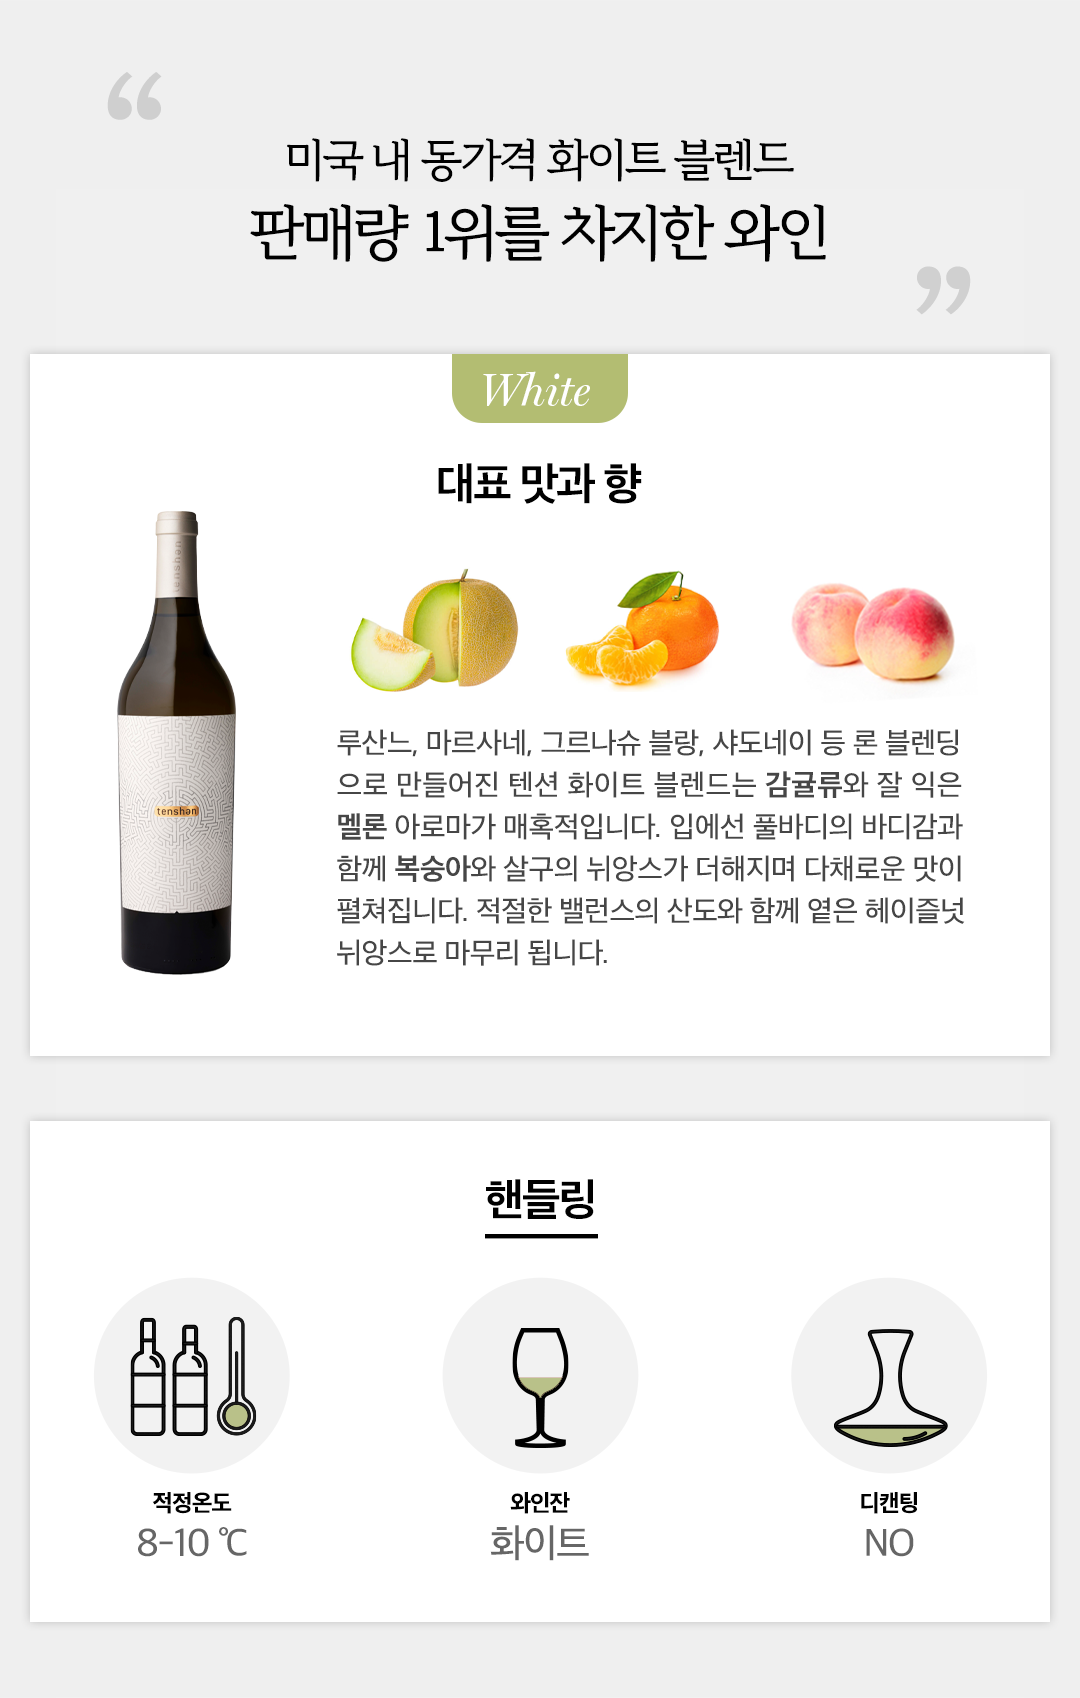 “
미국 내 동가격 화이트 블렌드
판매량 1위를 차지한 와인
”
White
대표 맛과 향
tenshən
tenshən
루산느, 마르사네, 그르나슈 블랑, 샤도네이 등 론 블렌딩
으로 만들어진 텐션 화이트 블렌드는 감귤류와 잘 익은
멜론 아로마가 매혹적입니다. 입에선 풀바디의 바디감과
함께 복숭아와 살구의 뉘앙스가 더해지며 다채로운 맛이
펼쳐집니다. 적절한 밸런스의 산도와 함께 옅은 헤이즐넛
뉘앙스로 마무리 됩니다.
핸들링
적정온도
8-10 ℃
와인잔
화이트
디캔팅
NO